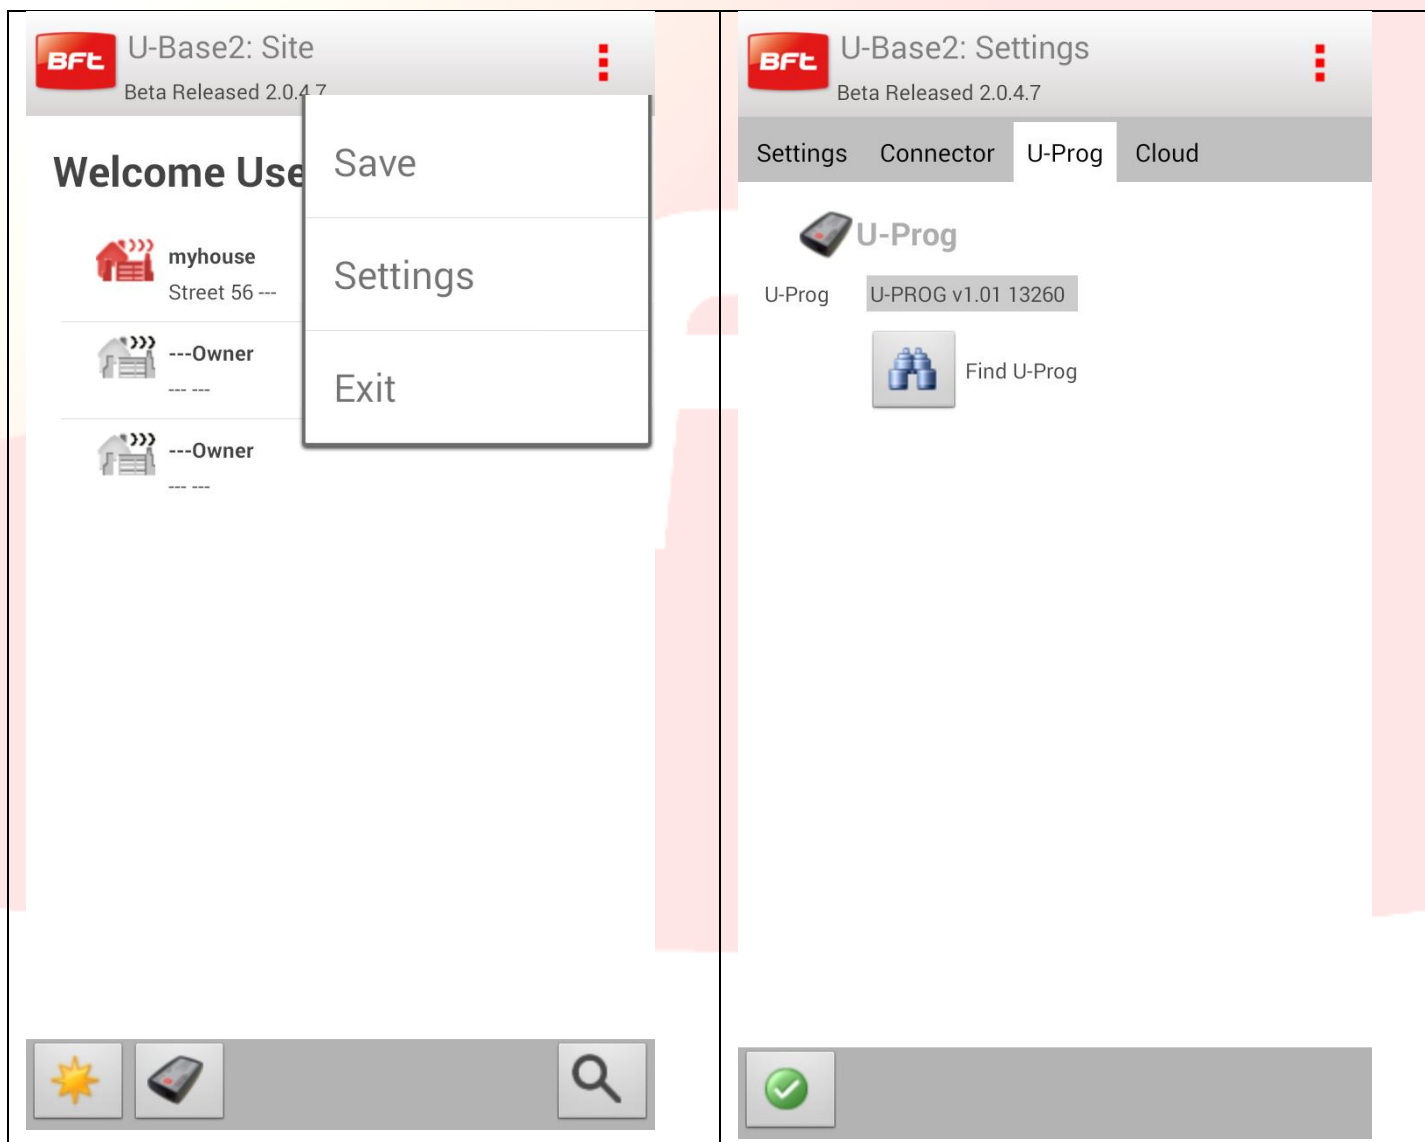 BFt
U-Base2: Site
Beta Released 2.0.4.7
Welcome Use
myhouse
Street 56 ---
---Owner
--- ---
---Owner
--- ---
Save
Settings
Exit
BFt
U-Base2: Settings
Beta Released 2.0.4.7
Settings Connector U-Prog Cloud
U-Prog
U-Prog U-PROG v1.01 13260
Find U-Prog